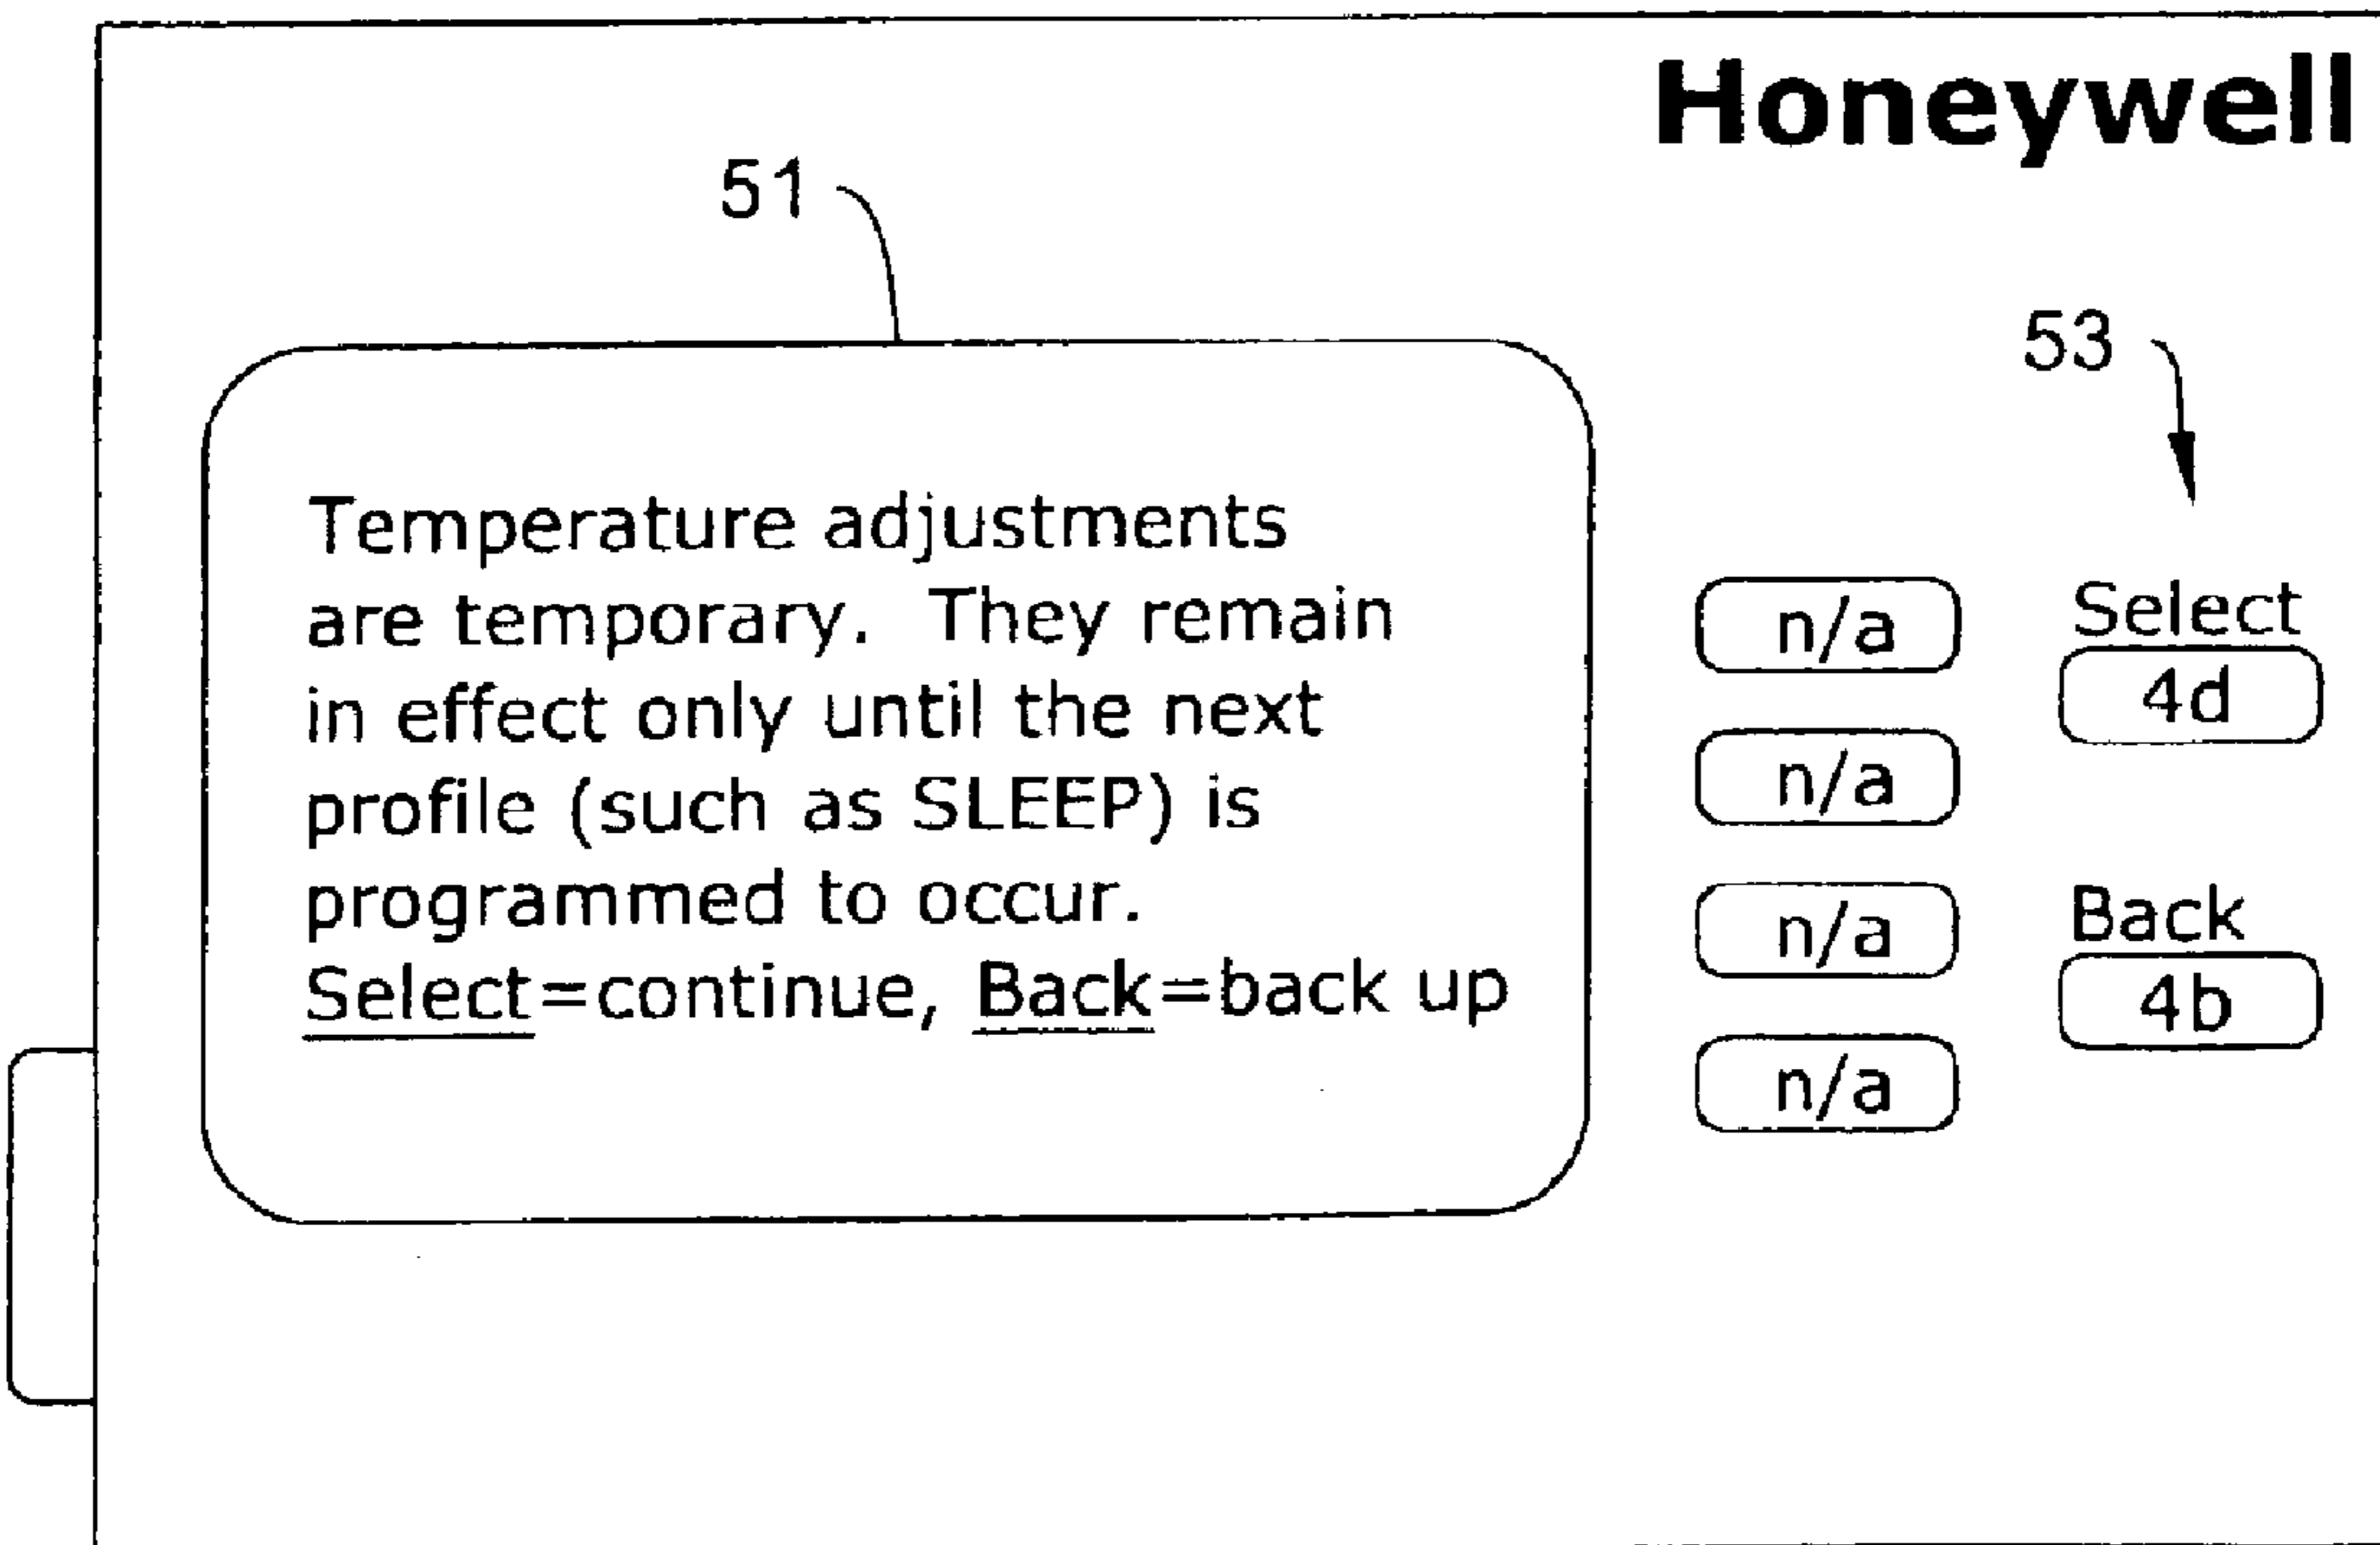 Honeywell
51
53
Temperature adjustments
are temporary. They remain
in effect only until the next
profile (such as SLEEP) is
programmed to occur.
Select=continue, Back=back up
n/a
n/a
n/a
n/a
Select
4d
Back
4b